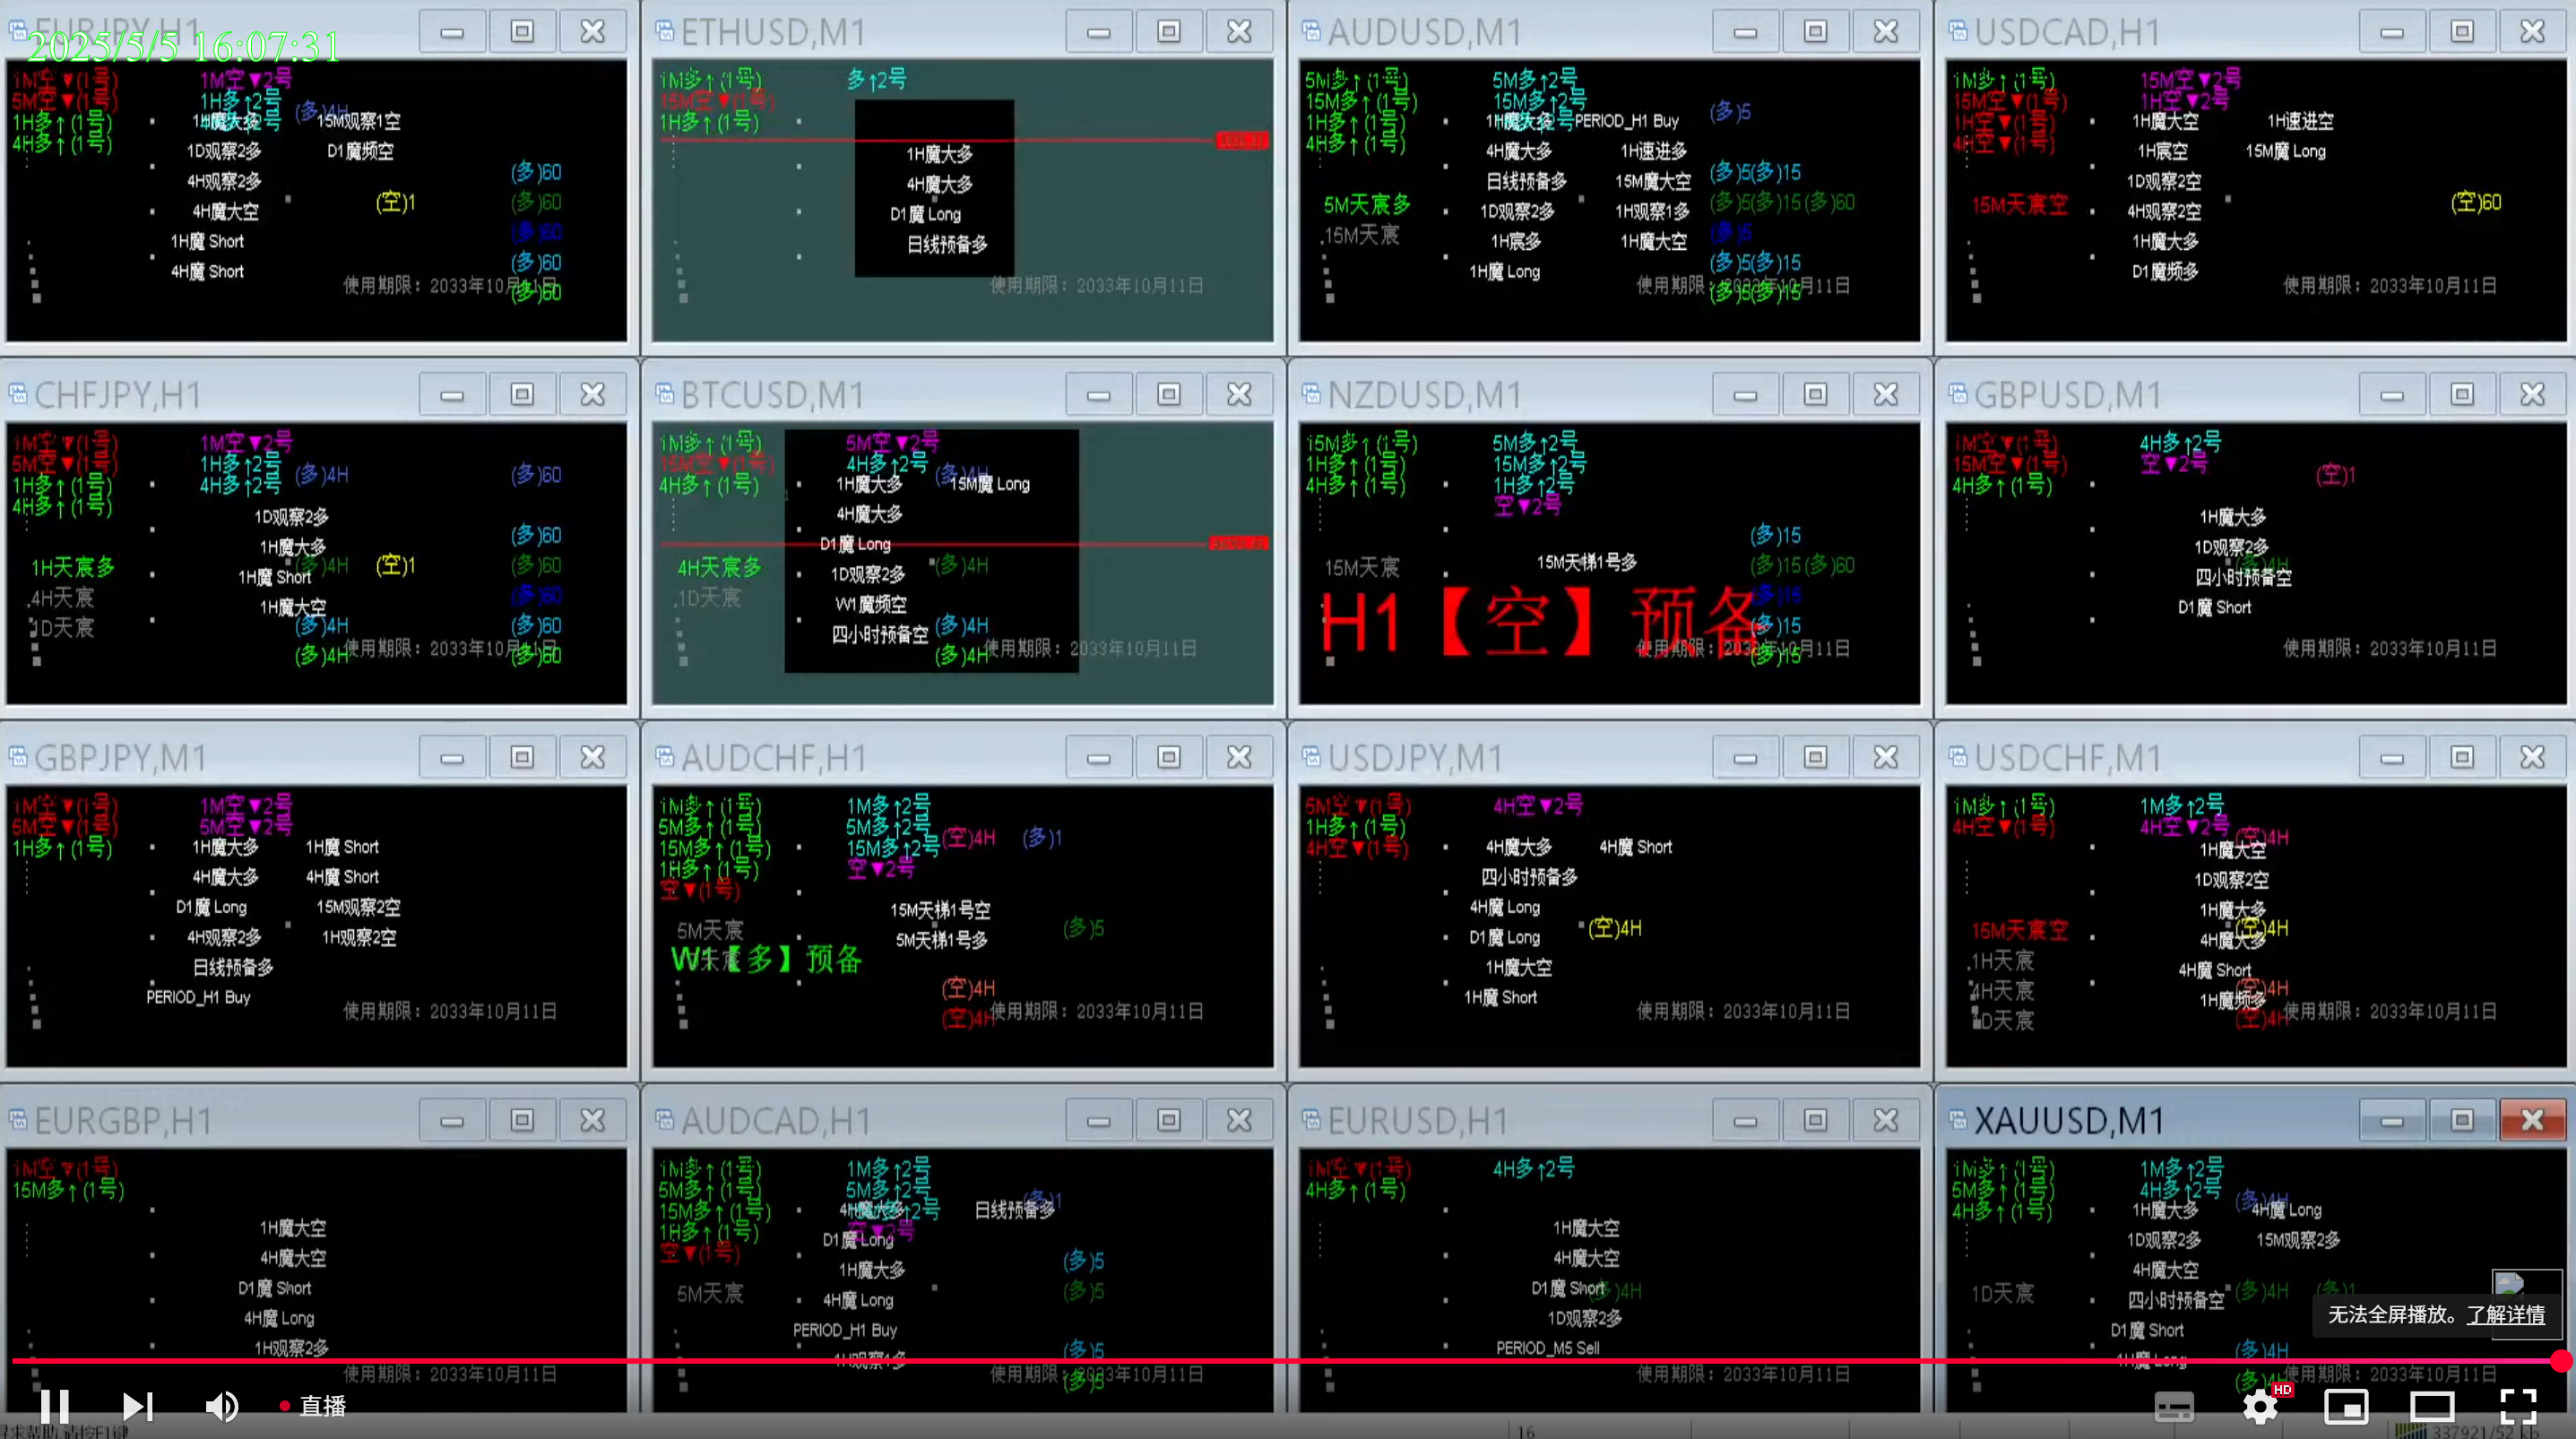 EURJPY,H1
2025/5/5 16:07:31
1M空▼(1号)
5M空▼(1号)
1H多↑(1号)
4H多↑(1号)
1M空▼2号
1H多↑2号
(多)4H
1H魔大多
15M观察1空
1D观察2多
D1魔频空
4H观察2多
4H魔大空
1H魔 Short
4H魔 Short
(空)1
(多)60
(多)60
(多)60
(多)60
(多)60
使用期限：2033年10月11日
ETHUSD,M1
1M多↑(1号)
15M空▼(1号)
1H多↑(1号)
多↑2号
1H魔大多
4H魔大多
D1魔 Long
日线预备多
使用期限：2033年10月11日
AUDUSD,M1
5M多↑(1号)
15M多↑(1号)
1H多↑(1号)
4H多↑(1号)
5M多↑2号
15M多↑2号
1H魔大多
PERIOD_H1 Buy
4H魔大多
1H速进多
日线预备多
15M魔大空
1D观察2多
1H观察1多
1H宸多
1H魔大空
1H魔 Long
5M天宸多
15M天宸
(多)5
(多)5(多)15
(多)5(多)15(多)60
(多)5
(多)5(多)15
(多)5(多)15
使用期限：2033年10月11日
USDCAD,H1
1M多↑(1号)
15M空▼(1号)
1H空▼(1号)
4H空▼(1号)
15M空▼2号
1H空▼2号
1H魔大空
1H速进空
1H宸空
15M魔 Long
1D观察2空
4H观察2空
1H魔大多
D1魔频多
15M天宸空
(空)60
使用期限：2033年10月11日
CHFJPY,H1
1M空▼(1号)
5M空▼(1号)
1H多↑(1号)
4H多↑(1号)
1M空▼2号
1H多↑2号
4H多↑2号
(多)4H
(多)60
1D观察2多
1H魔大多
1H魔 Short
1H魔大空
1H天宸多
4H天宸
1D天宸
(多)4H
(空)1
(多)60
(多)60
(多)60
(多)4H
(多)60
(多)4H
(多)60
使用期限：2033年10月11日
BTCUSD,M1
1M多↑(1号)
15M空▼(1号)
4H多↑(1号)
5M空▼2号
4H多↑2号
(多)4H
1H魔大多
15M魔 Long
4H魔大多
D1魔 Long
1D观察2多
W1魔频空
四小时预备空
4H天宸多
1D天宸
(多)4H
(多)4H
(多)4H
使用期限：2033年10月11日
NZDUSD,M1
15M多↑(1号)
1H多↑(1号)
4H多↑(1号)
5M多↑2号
15M多↑2号
1H多↑2号
空▼2号
15M天宸
15M天梯1号多
H1【空】预备
(多)15
(多)15(多)60
(多)15
(多)15
(多)15
使用期限：2033年10月11日
GBPUSD,M1
1M空▼(1号)
15M空▼(1号)
4H多↑(1号)
4H多↑2号
空▼2号
(空)1
1H魔大多
1D观察2多
(多)4H
四小时预备空
D1魔 Short
使用期限：2033年10月11日
GBPJPY,M1
1M空▼(1号)
5M空▼(1号)
1H多↑(1号)
1M空▼2号
5M空▼2号
1H魔大多
1H魔 Short
4H魔大多
4H魔 Short
D1魔 Long
15M观察2空
4H观察2多
1H观察2空
日线预备多
PERIOD_H1 Buy
使用期限：2033年10月11日
AUDCHF,H1
1M多↑(1号)
5M多↑(1号)
15M多↑(1号)
1H多↑(1号)
空▼(1号)
1M多↑2号
5M多↑2号
15M多↑2号
空▼2号
(空)4H
(多)1
15M天梯1号空
5M天梯1号多
5M天宸
W1【多】预备
(多)5
(空)4H
(空)4H
使用期限：2033年10月11日
USDJPY,M1
5M空▼(1号)
1H多↑(1号)
4H空▼(1号)
4H空▼2号
4H魔大多
4H魔 Short
四小时预备多
4H魔 Long
D1魔 Long
1H魔大空
1H魔 Short
(空)4H
使用期限：2033年10月11日
USDCHF,M1
1M多↑(1号)
4H空▼(1号)
1M多↑2号
4H空▼2号
(空)4H
1H魔大空
1D观察2空
1H魔大多
(空)4H
4H魔大多
4H魔 Short
1H魔频多
15M天宸空
1H天宸
4H天宸
1D天宸
(空)4H
(空)4H
使用期限：2033年10月11日
EURGBP,H1
1M空▼(1号)
15M多↑(1号)
1H魔大空
4H魔大空
D1魔 Short
4H魔 Long
1H观察2多
使用期限：2033年10月11日
AUDCAD,H1
1M多↑(1号)
5M多↑(1号)
15M多↑(1号)
1H多↑(1号)
空▼(1号)
1M多↑2号
5M多↑2号
空▼2号
(多)1
4H魔大多
日线预备多
D1魔 Long
1H魔大多
4H魔 Long
PERIOD_H1 Buy
1H观察1多
5M天宸
(多)5
(多)5
(多)5
(多)5
使用期限：2033年10月11日
EURUSD,H1
1M空▼(1号)
4H多↑(1号)
4H多↑2号
1H魔大空
4H魔大空
D1魔 Short
(多)4H
1D观察2多
PERIOD_M5 Sell
使用期限：2033年10月11日
XAUUSD,M1
1M多↑(1号)
5M多↑(1号)
4H多↑(1号)
1M多↑2号
4H多↑2号
(多)4H
1H魔大多
4H魔 Long
1D观察2多
15M观察2多
4H魔大空
四小时预备空
D1魔 Short
1H魔 Long
1D天宸
(多)4H
(多)1
(多)4H
使用期限：2033年10月11日
无法全屏播放。了解详情
直播
HD
16
337921/52 kb